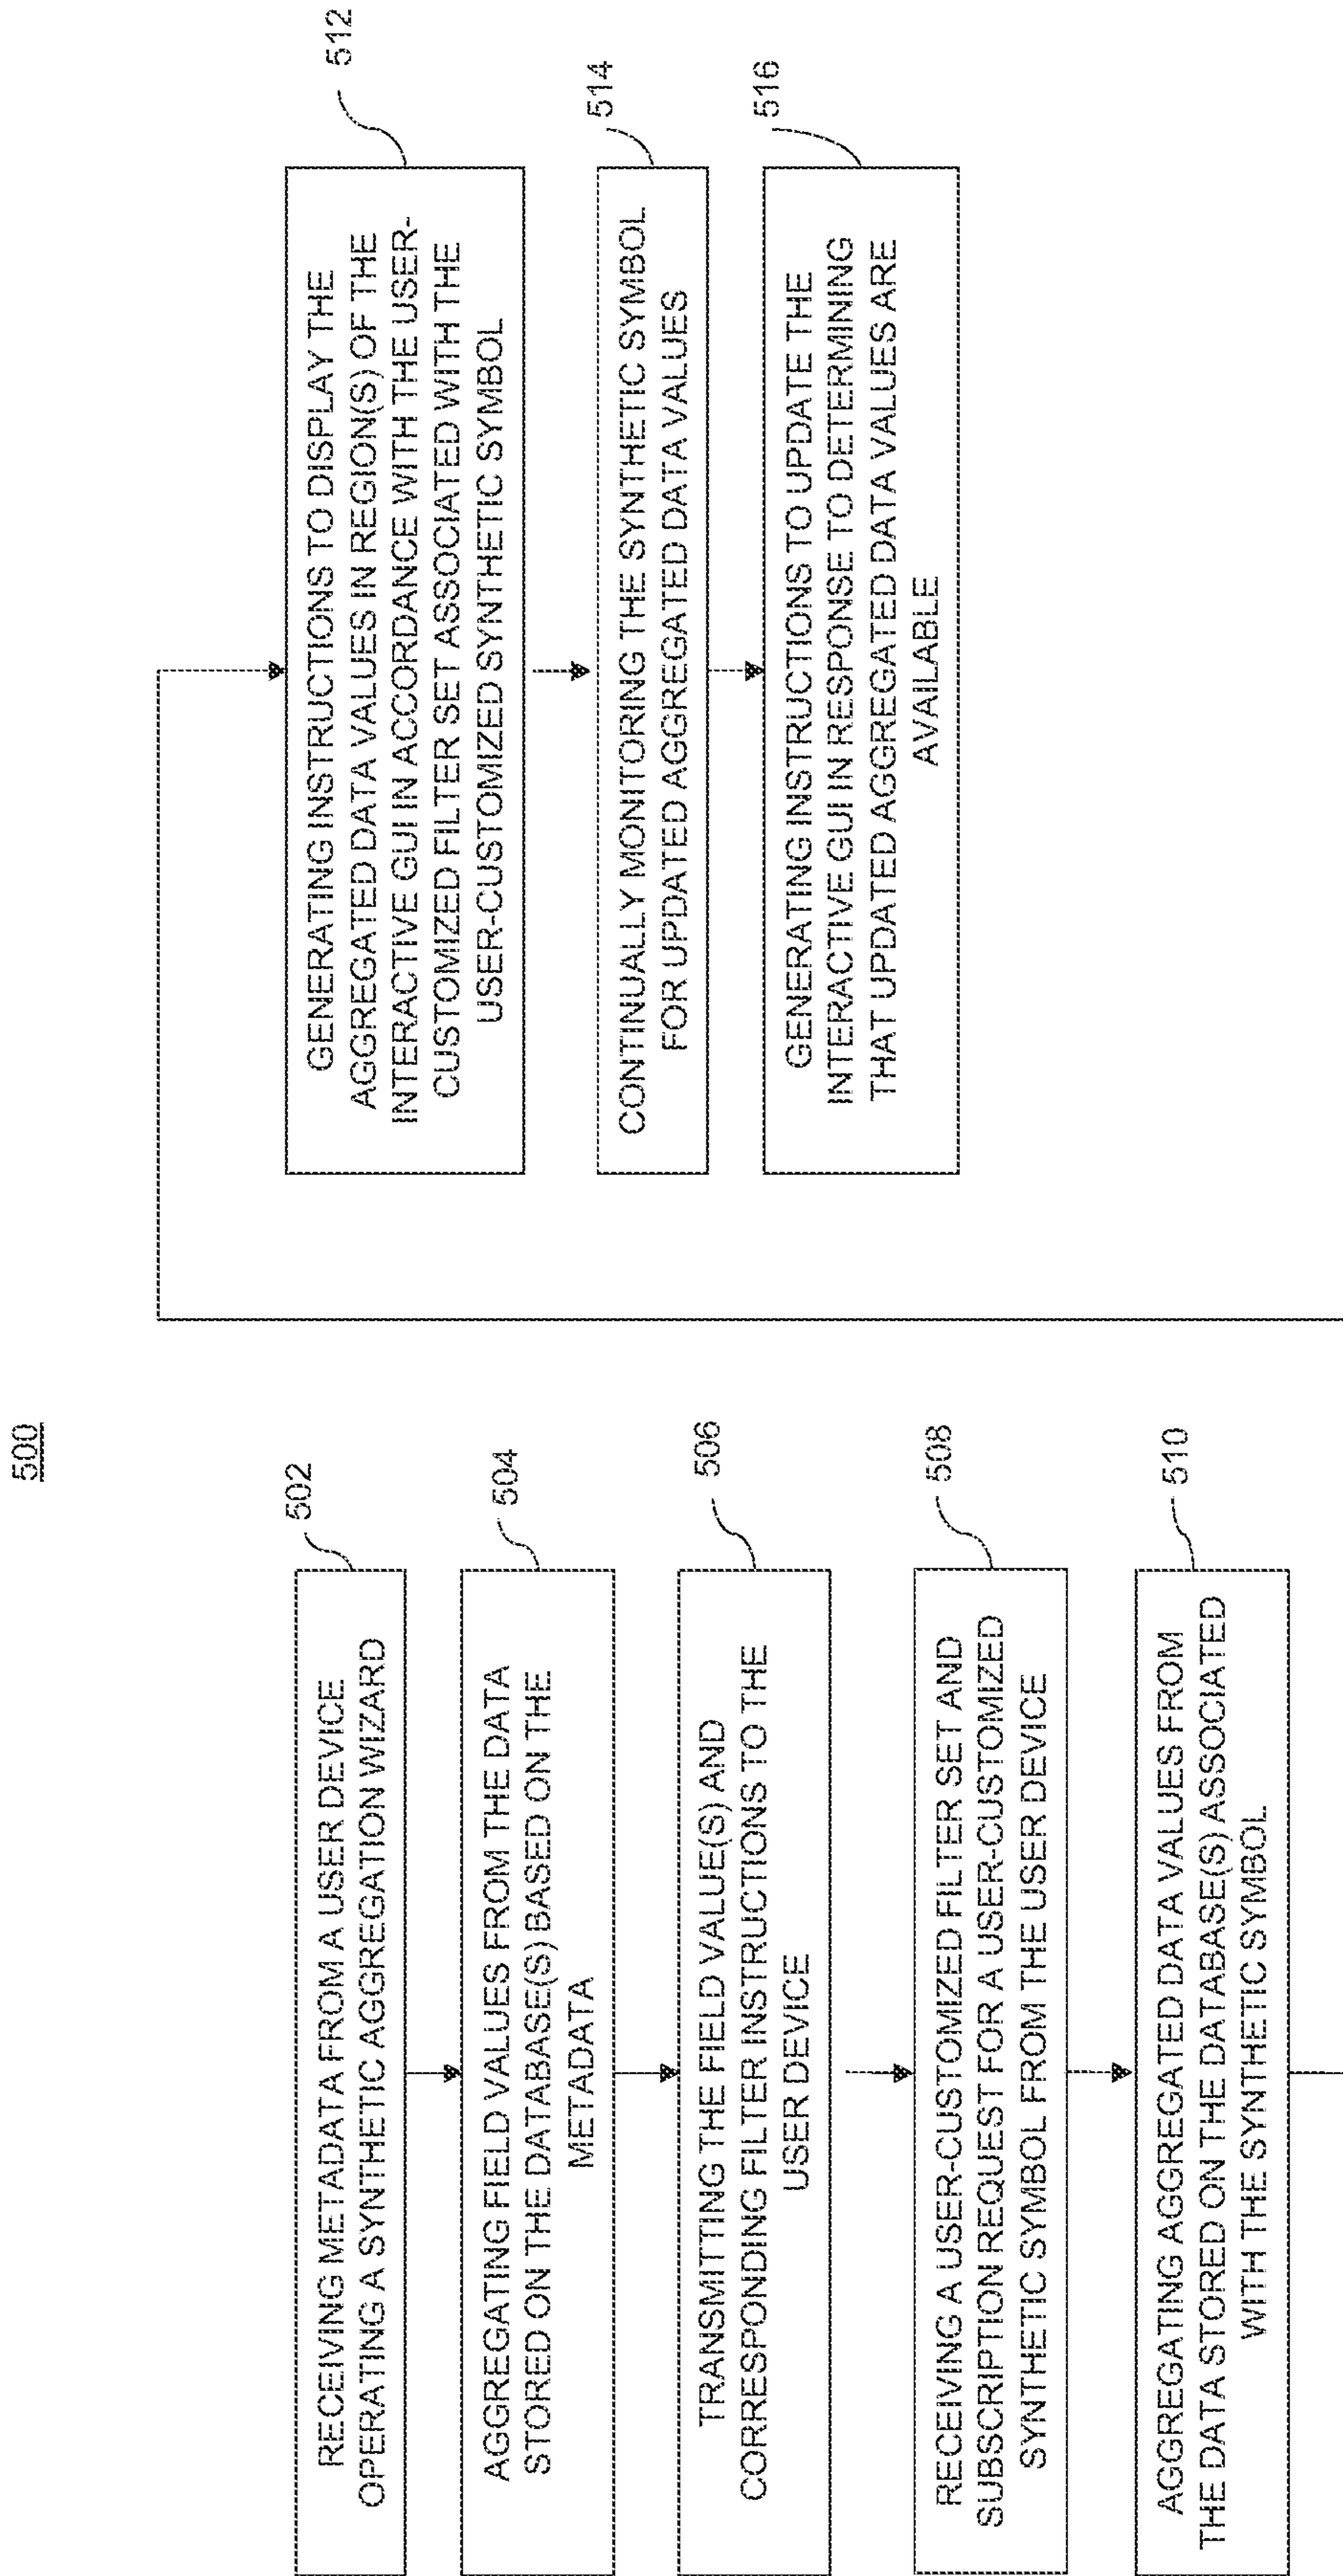 500
RECEIVING METADATA FROM A USER DEVICE
OPERATING A SYNTHETIC AGGREGATION WIZARD
502
AGGREGATING FIELD VALUES FROM THE DATA
STORED ON THE DATABASE(S) BASED ON THE
METADATA
504
TRANSMITTING THE FIELD VALUE(S) AND
CORRESPONDING FILTER INSTRUCTIONS TO THE
USER DEVICE
506
RECEIVING A USER-CUSTOMIZED FILTER SET AND
SUBSCRIPTION REQUEST FOR A USER-CUSTOMIZED
SYNTHETIC SYMBOL FROM THE USER DEVICE
508
AGGREGATING AGGREGATED DATA VALUES FROM
THE DATA STORED ON THE DATABASE(S) ASSOCIATED
WITH THE SYNTHETIC SYMBOL
510
GENERATING INSTRUCTIONS TO DISPLAY THE
AGGREGATED DATA VALUES IN REGION(S) OF THE
INTERACTIVE GUI IN ACCORDANCE WITH THE USER-
CUSTOMIZED FILTER SET ASSOCIATED WITH THE
USER-CUSTOMIZED SYNTHETIC SYMBOL
512
CONTINUALLY MONITORING THE SYNTHETIC SYMBOL
FOR UPDATED AGGREGATED DATA VALUES
514
GENERATING INSTRUCTIONS TO UPDATE THE
INTERACTIVE GUI IN RESPONSE TO DETERMINING
THAT UPDATED AGGREGATED DATA VALUES ARE
AVAILABLE
516